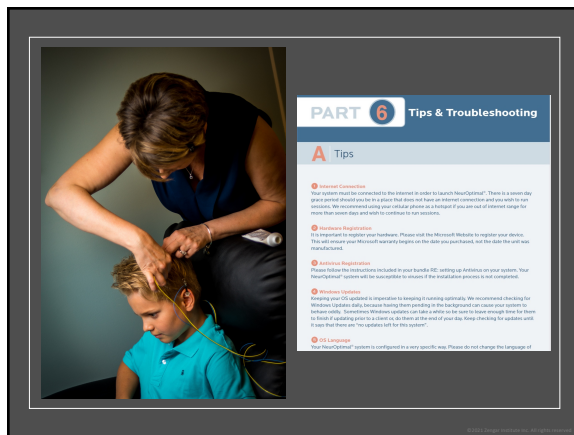 PART 6 Tips & Troubleshooting
A Tips
1 Internet Connection
Your system must be connected to the internet in order to launch NeurOptimal®. There is a seven day
grace period should you be in a place that does not have an internet connection and you wish to run
sessions. We recommend using your cellular phone as a hotspot if you are out of internet range for
more than seven days and wish to continue to run sessions.
2 Hardware Registration
It is important to register your hardware. Please visit the Microsoft Website to register your device.
This will ensure your Microsoft warranty begins on the date you purchased, not the date the unit was
manufactured.
3 Antivirus Registration
Please follow the instructions included in your bundle RE: setting up Antivirus on your system. Your
NeurOptimal® system will be susceptible to viruses if the installation process is not completed.
4 Windows Updates
Keeping your OS updated is imperative to keeping it running optimally. We recommend checking for
Windows Updates daily, because having them pending in the background can cause your system to
behave oddly. Sometimes Windows updates can take a while so be sure to leave enough time for them
to finish if updating prior to a client or do them at the end of your day. Keep checking for updates until
it says that there are "no updates left for this system".
5 OS Language
Your NeurOptimal® system is configured in a very specific way. Please do not change the language of
©2021 Zengar Institute Inc. All rights reserved.